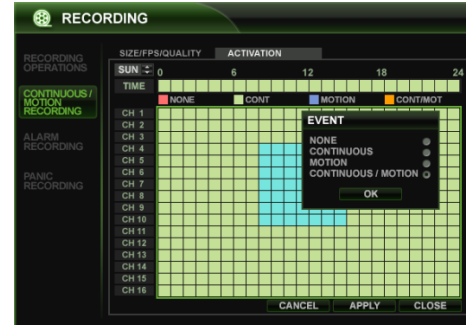 RECORDING
SIZE/FPS/QUALITY ACTIVATION
RECORDING
OPERATIONS
CONTINUOUS /
MOTION
RECORDING
ALARM
RECORDING
PANIC
RECORDING
SUN 0 6 12 18 24
TIME
NONE CONT MOTION CONT/MOT
CH 1
CH 2
CH 3
CH 4
CH 5
CH 6
CH 7
CH 8
CH 9
CH 10
CH 11
CH 12
CH 13
CH 14
CH 15
CH 16
EVENT
NONE
CONTINUOUS
MOTION
CONTINUOUS / MOTION
OK
CANCEL APPLY CLOSE